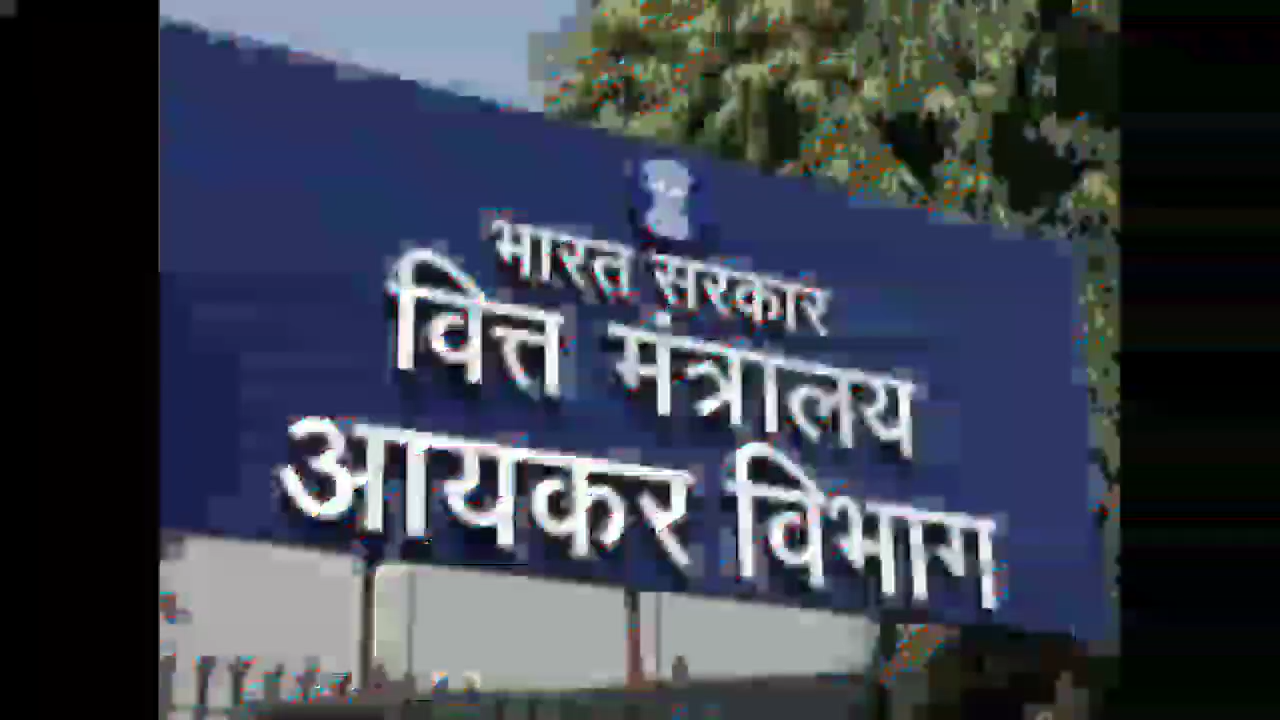 भारत सरकार
वित्त मंत्रालय
आयकर विभाग